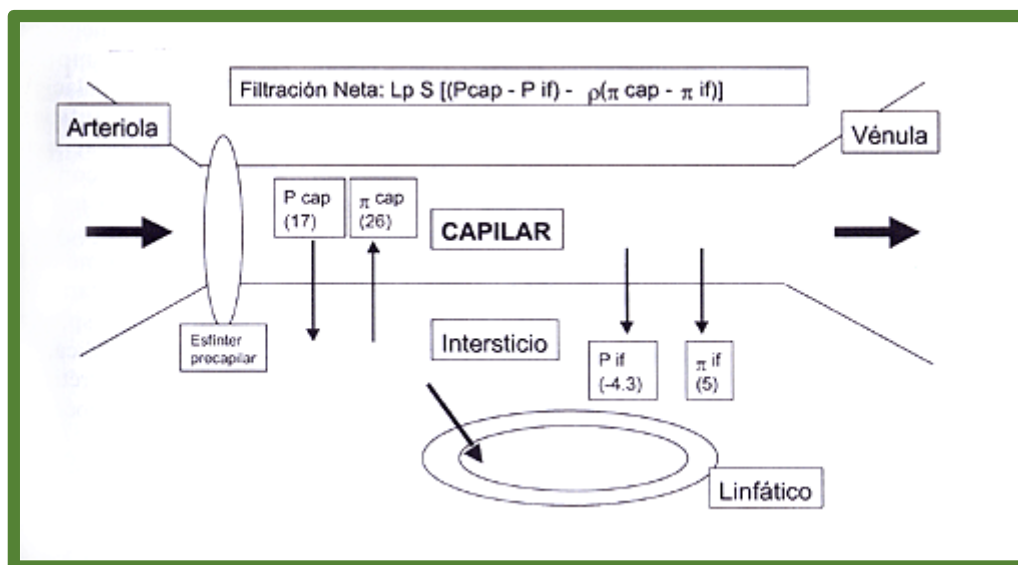 Filtración Neta: Lp S [(Pcap - P if) - ρ(π cap - π if)]
Arteriola
Vénula
P cap
(17)
π cap
(26)
CAPILAR
Esfinter
precapilar
Intersticio
P if
(-4.3)
π if
(5)
Linfático